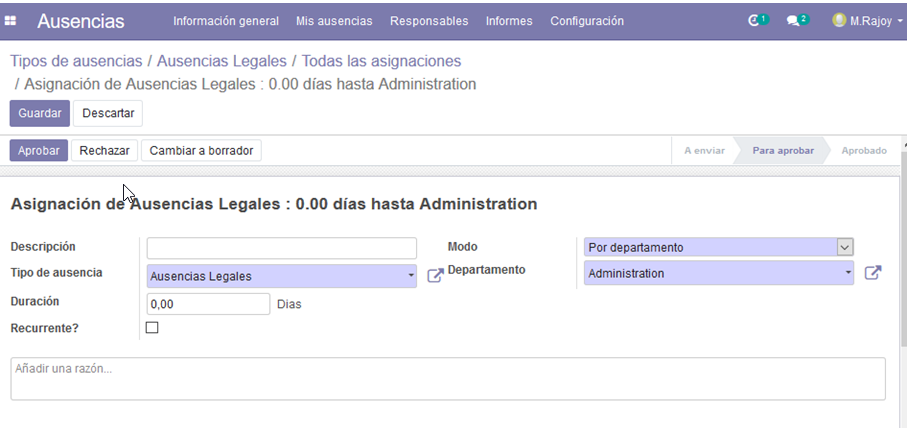 Ausencias Información general Mis ausencias Responsables Informes Configuración 1 2 M.Rajoy
Tipos de ausencias / Ausencias Legales / Todas las asignaciones
/ Asignación de Ausencias Legales : 0.00 días hasta Administration
Guardar Descartar
Aprobar Rechazar Cambiar a borrador A enviar Para aprobar Aprobado
Asignación de Ausencias Legales : 0.00 días hasta Administration
Descripción Modo Por departamento
Tipo de ausencia Ausencias Legales Departamento Administration
Duración 0,00 Dias
Recurrente?
Añadir una razón...